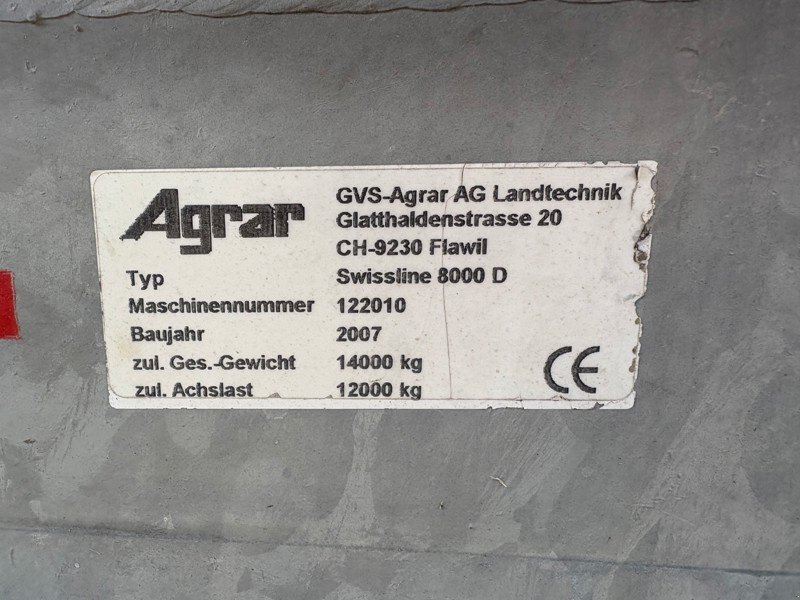 Agrar
GVS-Agrar AG Landtechnik
Glatthaldenstrasse 20
CH-9230 Flawil
Typ Swissline 8000 D
Maschinennummer 122010
Baujahr 2007
zul. Ges.-Gewicht 14000 kg
zul. Achslast 12000 kg
CE